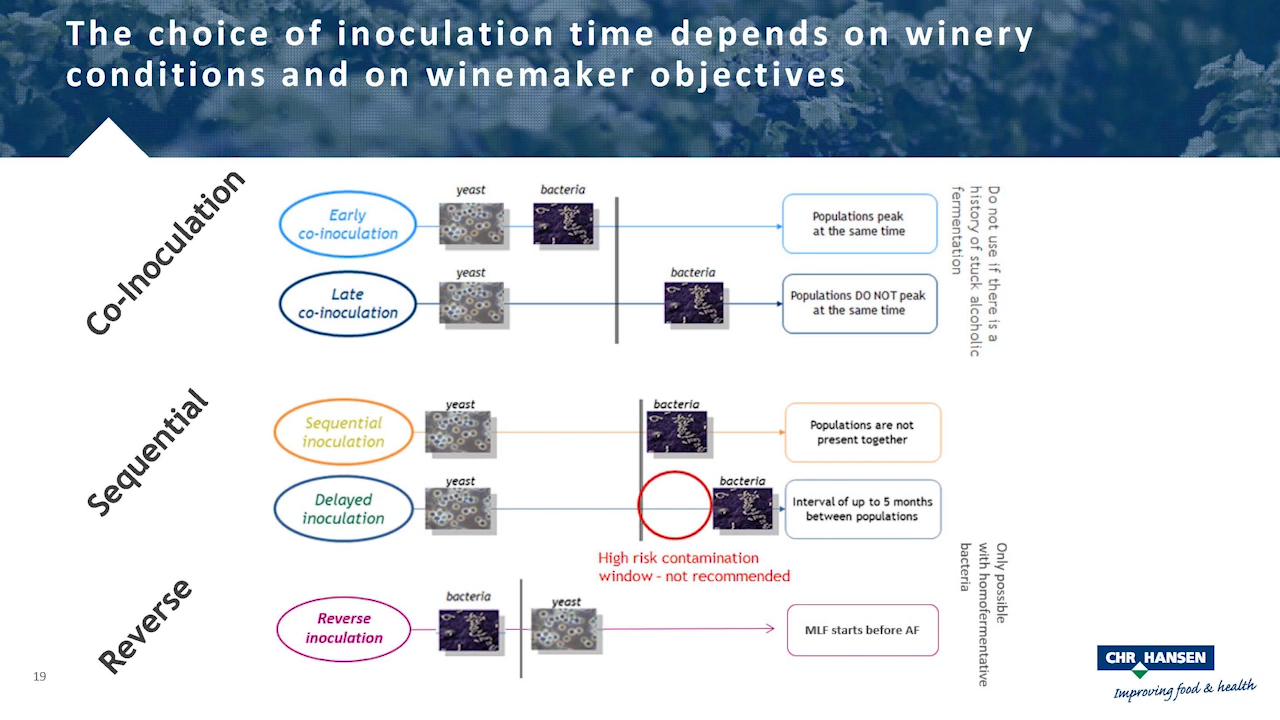 The choice of inoculation time depends on winery
conditions and on winemaker objectives
Co-Inoculation
Early
co-inoculation
yeast
bacteria
Populations peak
at the same time
Late
co-inoculation
yeast
bacteria
Populations DO NOT peak
at the same time
Do not use if there is a
history of stuck alcoholic
fermentation
Sequential
Sequential
inoculation
yeast
bacteria
Populations are not
present together
Delayed
inoculation
yeast
bacteria
Interval of up to 5 months
between populations
High risk contamination
window - not recommended
Reverse
Reverse
inoculation
bacteria
yeast
MLF starts before AF
Only possible
with homofermentative
bacteria
19
CHR HANSEN
Improving food & health